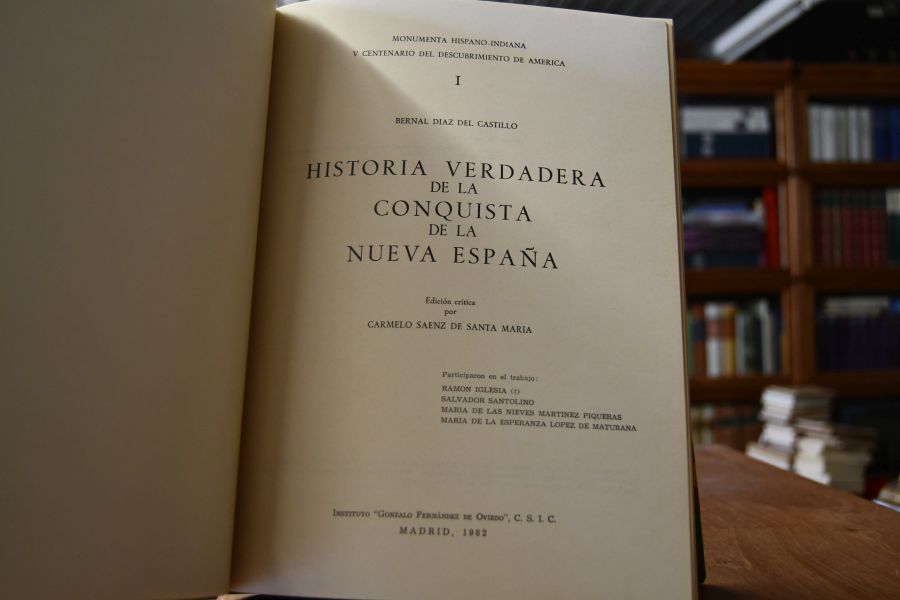 MONUMENTA HISPANO-INDIANA
V CENTENARIO DEL DESCUBRIMIENTO DE AMERICA
I
BERNAL DIAZ DEL CASTILLO
HISTORIA VERDADERA
DE LA
CONQUISTA
DE LA
NUEVA ESPAÑA
Edición crítica
por
CARMELO SAENZ DE SANTA MARIA
Participaron en el trabajo:
RAMON IGLESIA (†)
SALVADOR SANTOLINO
MARIA DE LAS NIEVES MARTINEZ PIQUERAS
MARIA DE LA ESPERANZA LOPEZ DE MATURANA
INSTITUTO "GONZALO FERNÁNDEZ DE OVIEDO", C. S. I. C.
MADRID, 1982